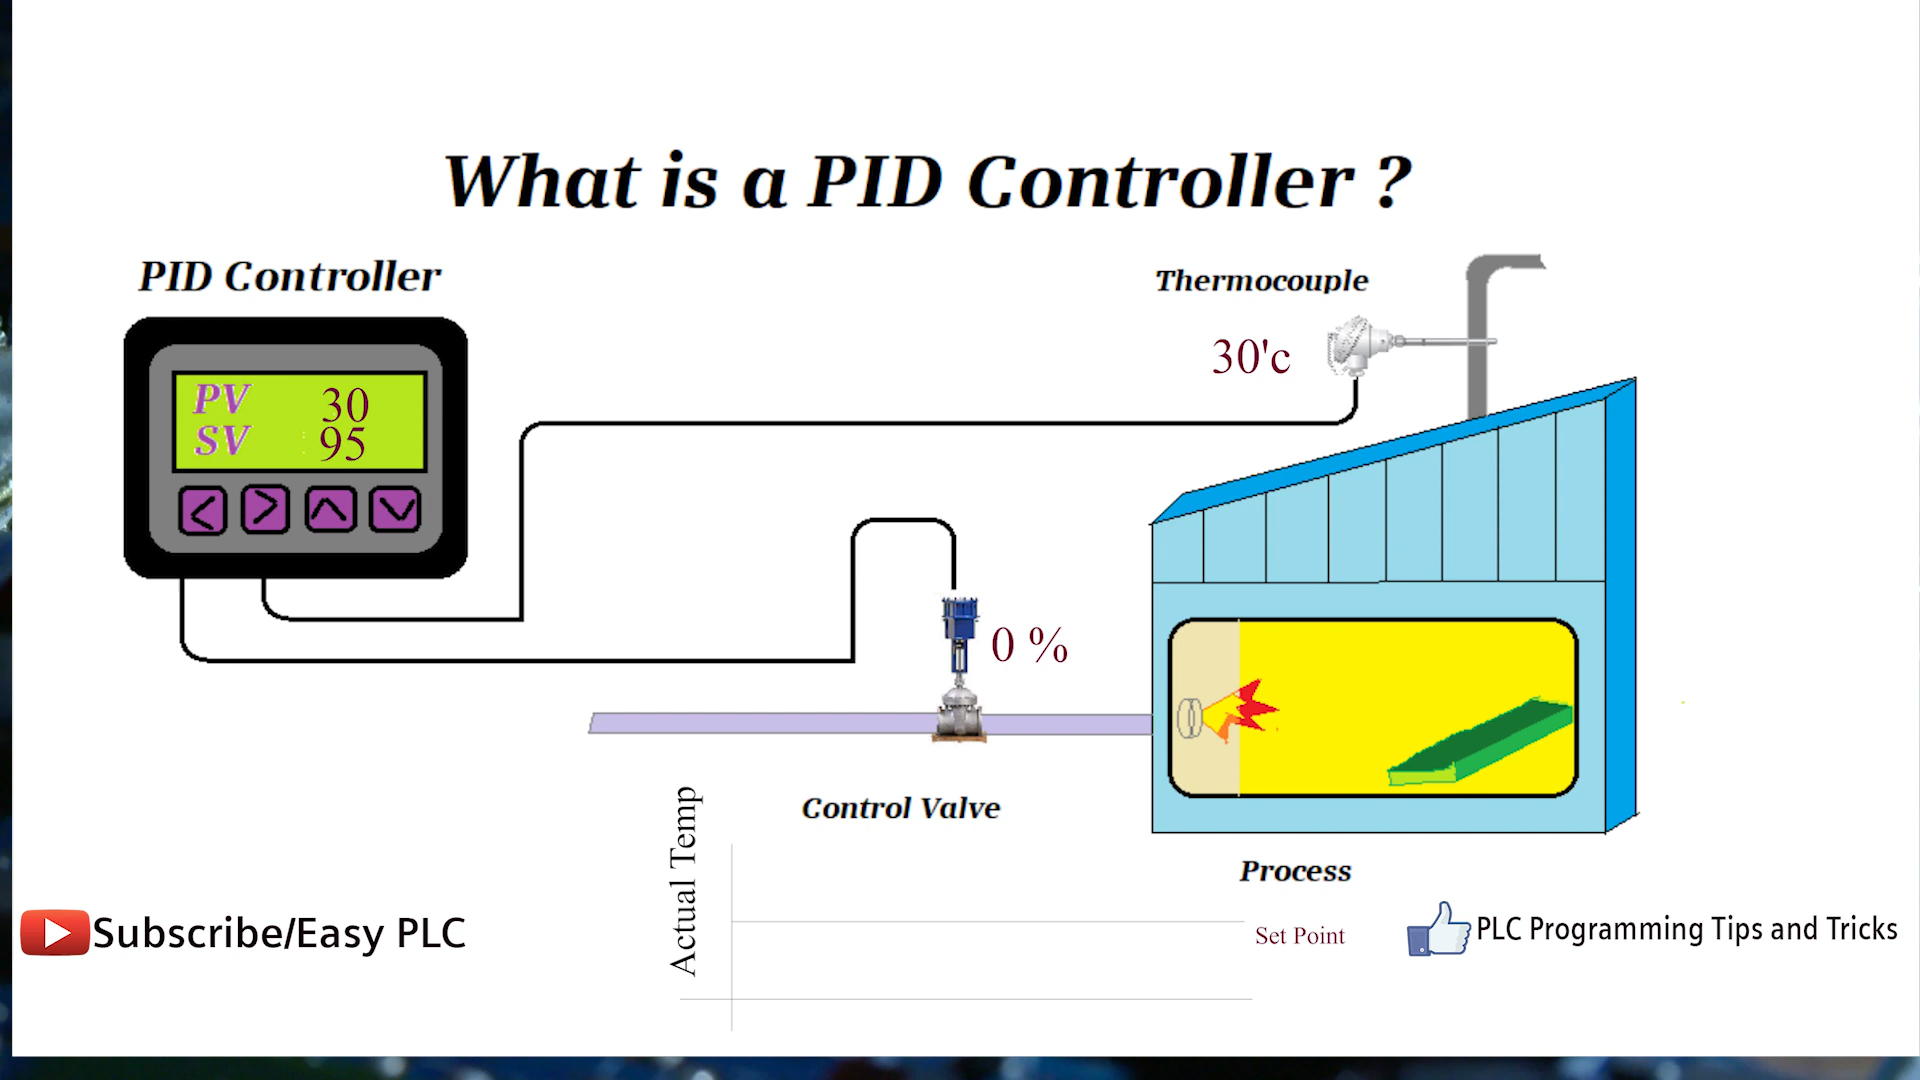 What is a PID Controller ?
PID Controller
Thermocouple
30'c
PV 30
SV 95
0 %
Control Valve
Actual Temp
Process
Set Point
Subscribe/Easy PLC
PLC Programming Tips and Tricks